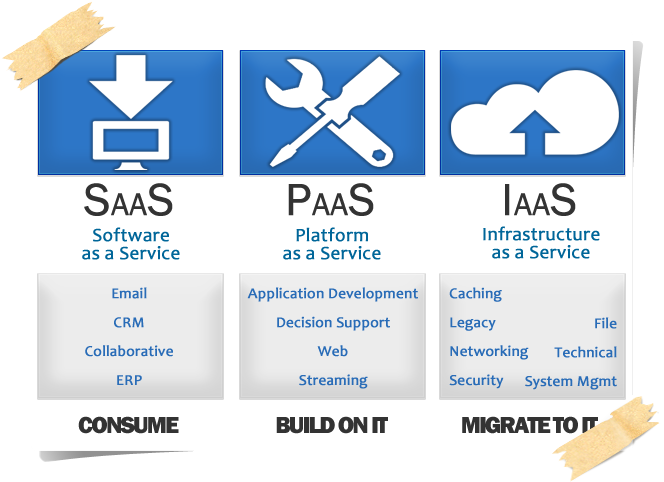 SaaS
Software
as a Service
Email
CRM
Collaborative
ERP
CONSUME
PaaS
Platform
as a Service
Application Development
Decision Support
Web
Streaming
BUILD ON IT
IaaS
Infrastructure
as a Service
Caching
Legacy File
Networking Technical
Security System Mgmt
MIGRATE TO IT